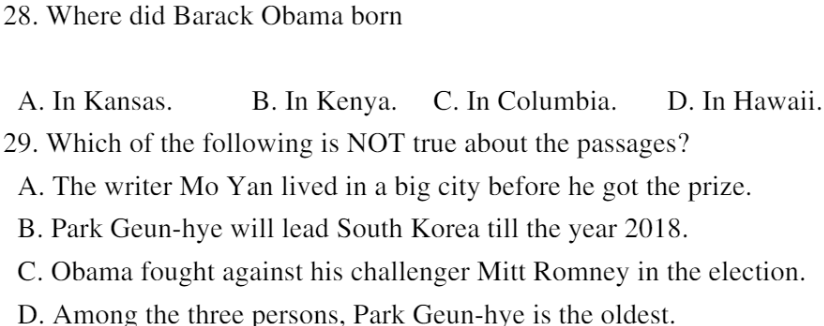 28. Where did Barack Obama born
A. In Kansas. B. In Kenya. C. In Columbia. D. In Hawaii.
29. Which of the following is NOT true about the passages?
A. The writer Mo Yan lived in a big city before he got the prize.
B. Park Geun-hye will lead South Korea till the year 2018.
C. Obama fought against his challenger Mitt Romney in the election.
D. Among the three persons, Park Geun-hye is the oldest.